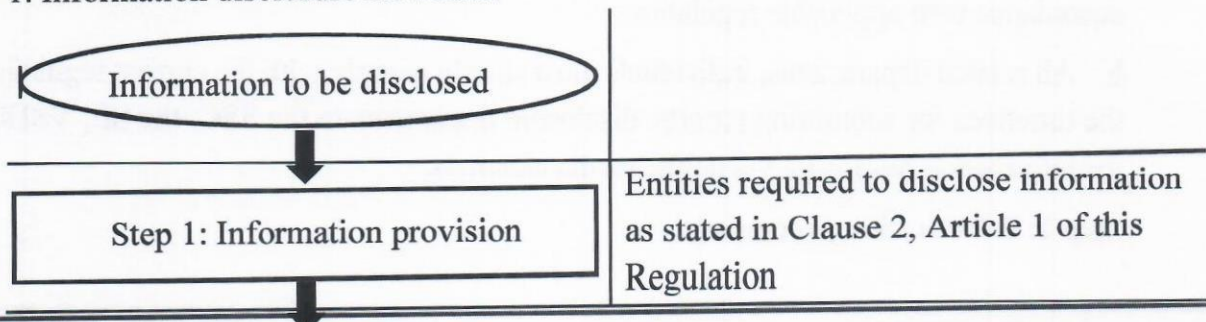 Information to be disclosed
Step 1: Information provision
Entities required to disclose information
as stated in Clause 2, Article 1 of this
Regulation